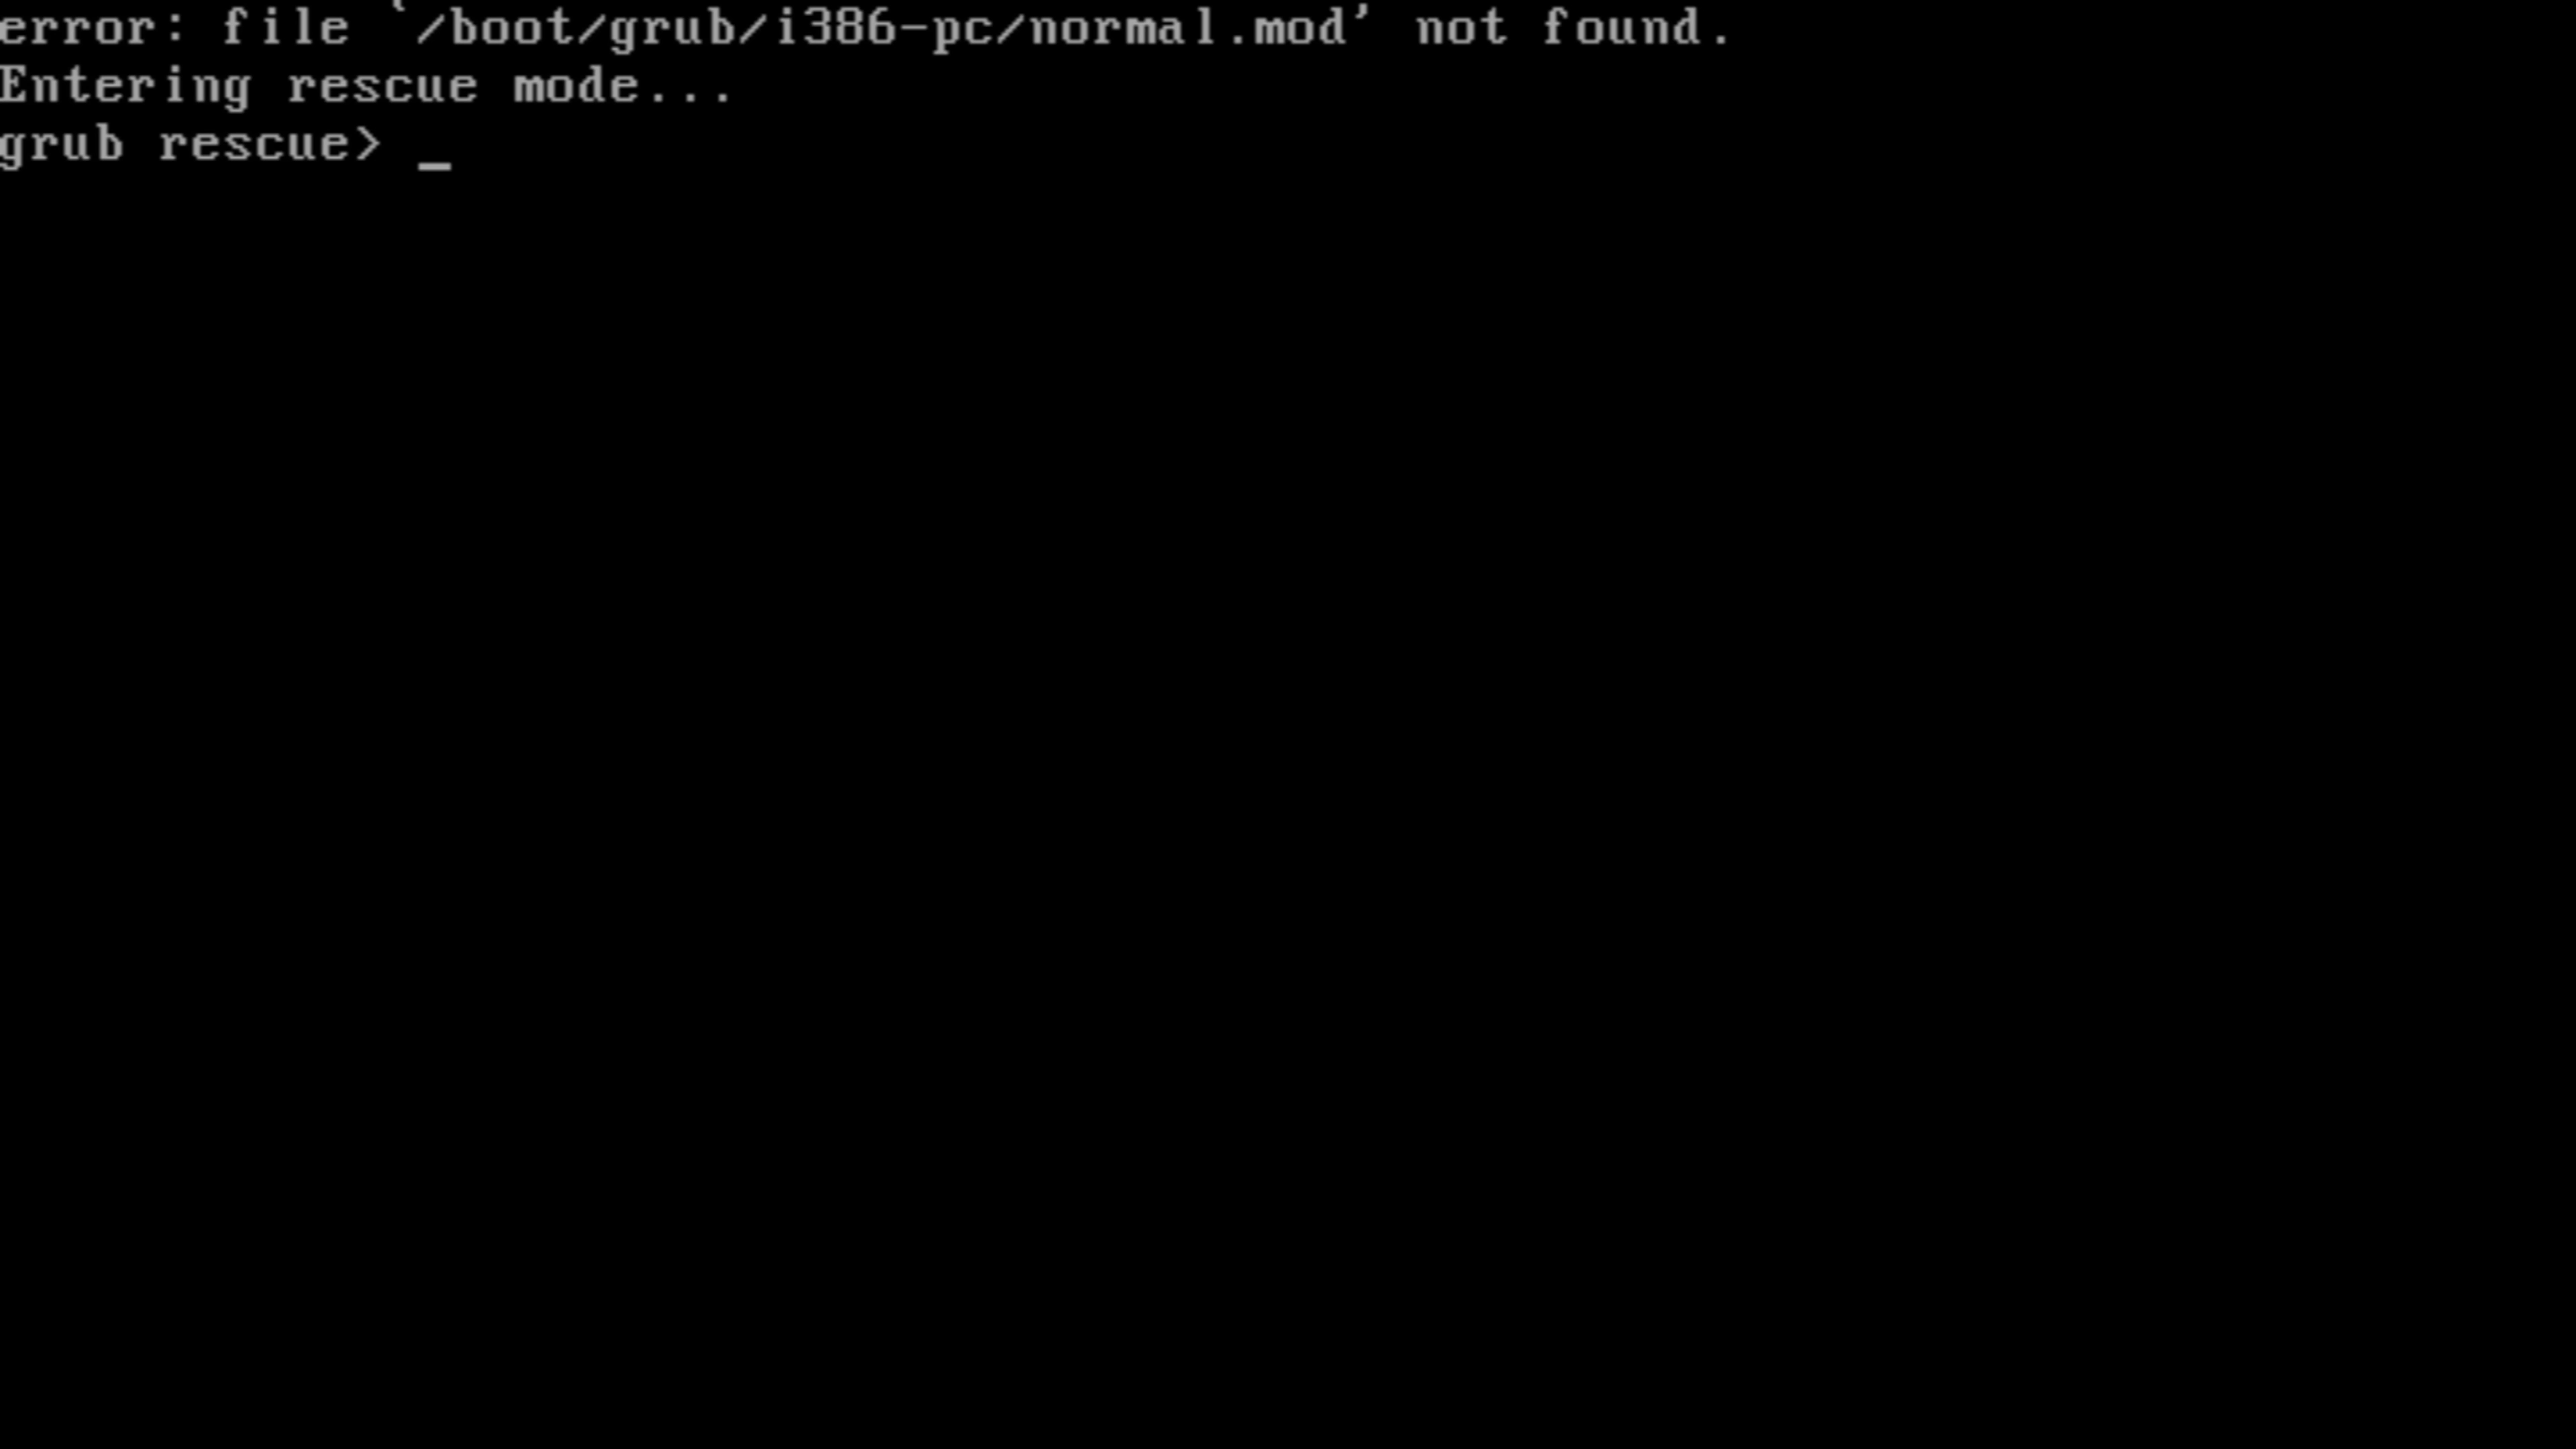 error: file `/boot/grub/i386-pc/normal.mod' not found.
Entering rescue mode...
grub rescue> _